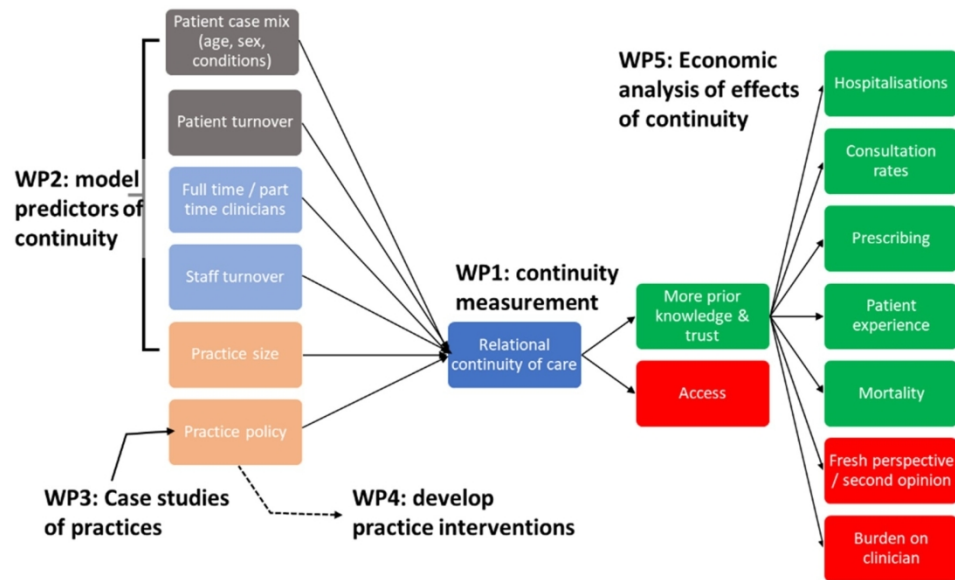 Patient case mix
(age, sex,
conditions)
Patient turnover
WP2: model
predictors of
continuity
Full time / part
time clinicians
Staff turnover
Practice size
Practice policy
WP3: Case studies
of practices
WP4: develop
practice interventions
WP1: continuity
measurement
Relational
continuity of care
More prior
knowledge &
trust
Access
WP5: Economic
analysis of effects
of continuity
Hospitalisations
Consultation
rates
Prescribing
Patient
experience
Mortality
Fresh perspective
/ second opinion
Burden on
clinician